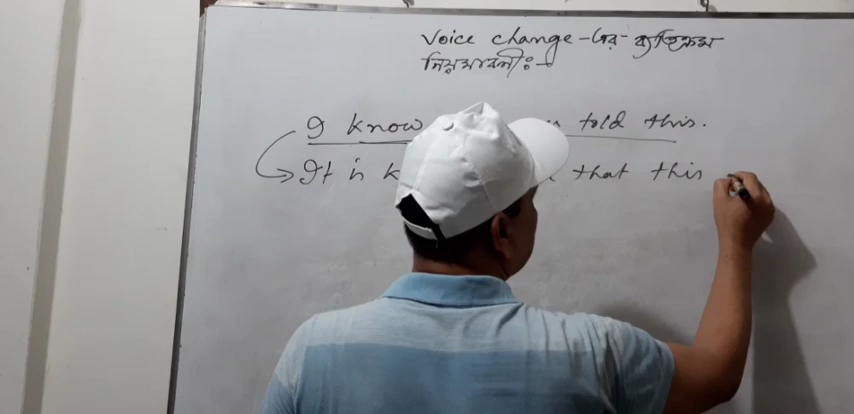 Voice change-এর- ব্যতিক্রম
নিয়মাবলীঃ-
I know told this.
It is that this